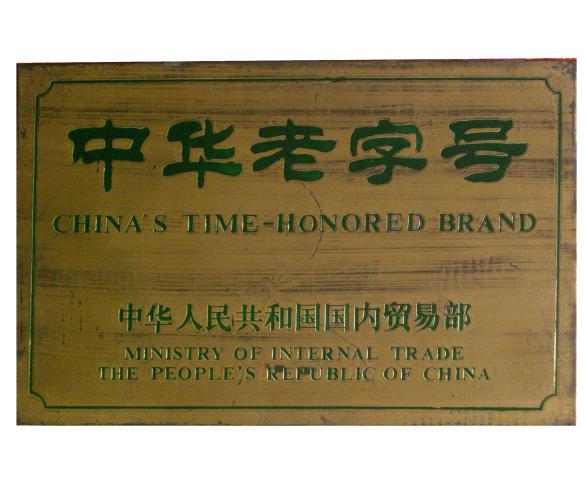 中华老字号
CHINA'S TIME-HONORED BRAND
中华人民共和国国内贸易部
MINISTRY OF INTERNAL TRADE
THE PEOPLE'S REPUBLIC OF CHINA